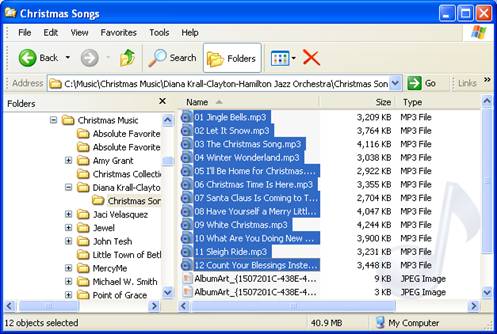 Christmas Songs
File Edit View Favorites Tools Help
Back Search Folders
Address C:\Music\Christmas Music\Diana Krall-Clayton-Hamilton Jazz Orchestra\Christmas Son Go Links »
Folders
Christmas Music
Absolute Favorite
Absolute Favorite
Amy Grant
Christmas Collectio
Diana Krall-Clayto
Christmas Son
Jaci Velasquez
Jewel
John Tesh
Little Town of Beth
MercyMe
Michael W. Smith
Point of Grace
Name Size Type
01 Jingle Bells.mp3 3,209 KB MP3 File
02 Let It Snow.mp3 3,764 KB MP3 File
03 The Christmas Song.mp3 4,116 KB MP3 File
04 Winter Wonderland.mp3 4,038 KB MP3 File
05 I'll Be Home for Christmas.... 2,922 KB MP3 File
06 Christmas Time Is Here.mp3 3,355 KB MP3 File
07 Santa Claus Is Coming to T... 2,704 KB MP3 File
08 Have Yourself a Merry Littl... 4,047 KB MP3 File
09 White Christmas.mp3 4,244 KB MP3 File
10 What Are You Doing New ... 3,900 KB MP3 File
11 Sleigh Ride.mp3 3,231 KB MP3 File
12 Count Your Blessings Inste... 3,448 KB MP3 File
AlbumArt_{1507201C-438E-4... 9 KB JPEG Image
AlbumArt_{1507201C-438E-4... 3 KB JPEG Image
12 objects selected 40.9 MB My Computer